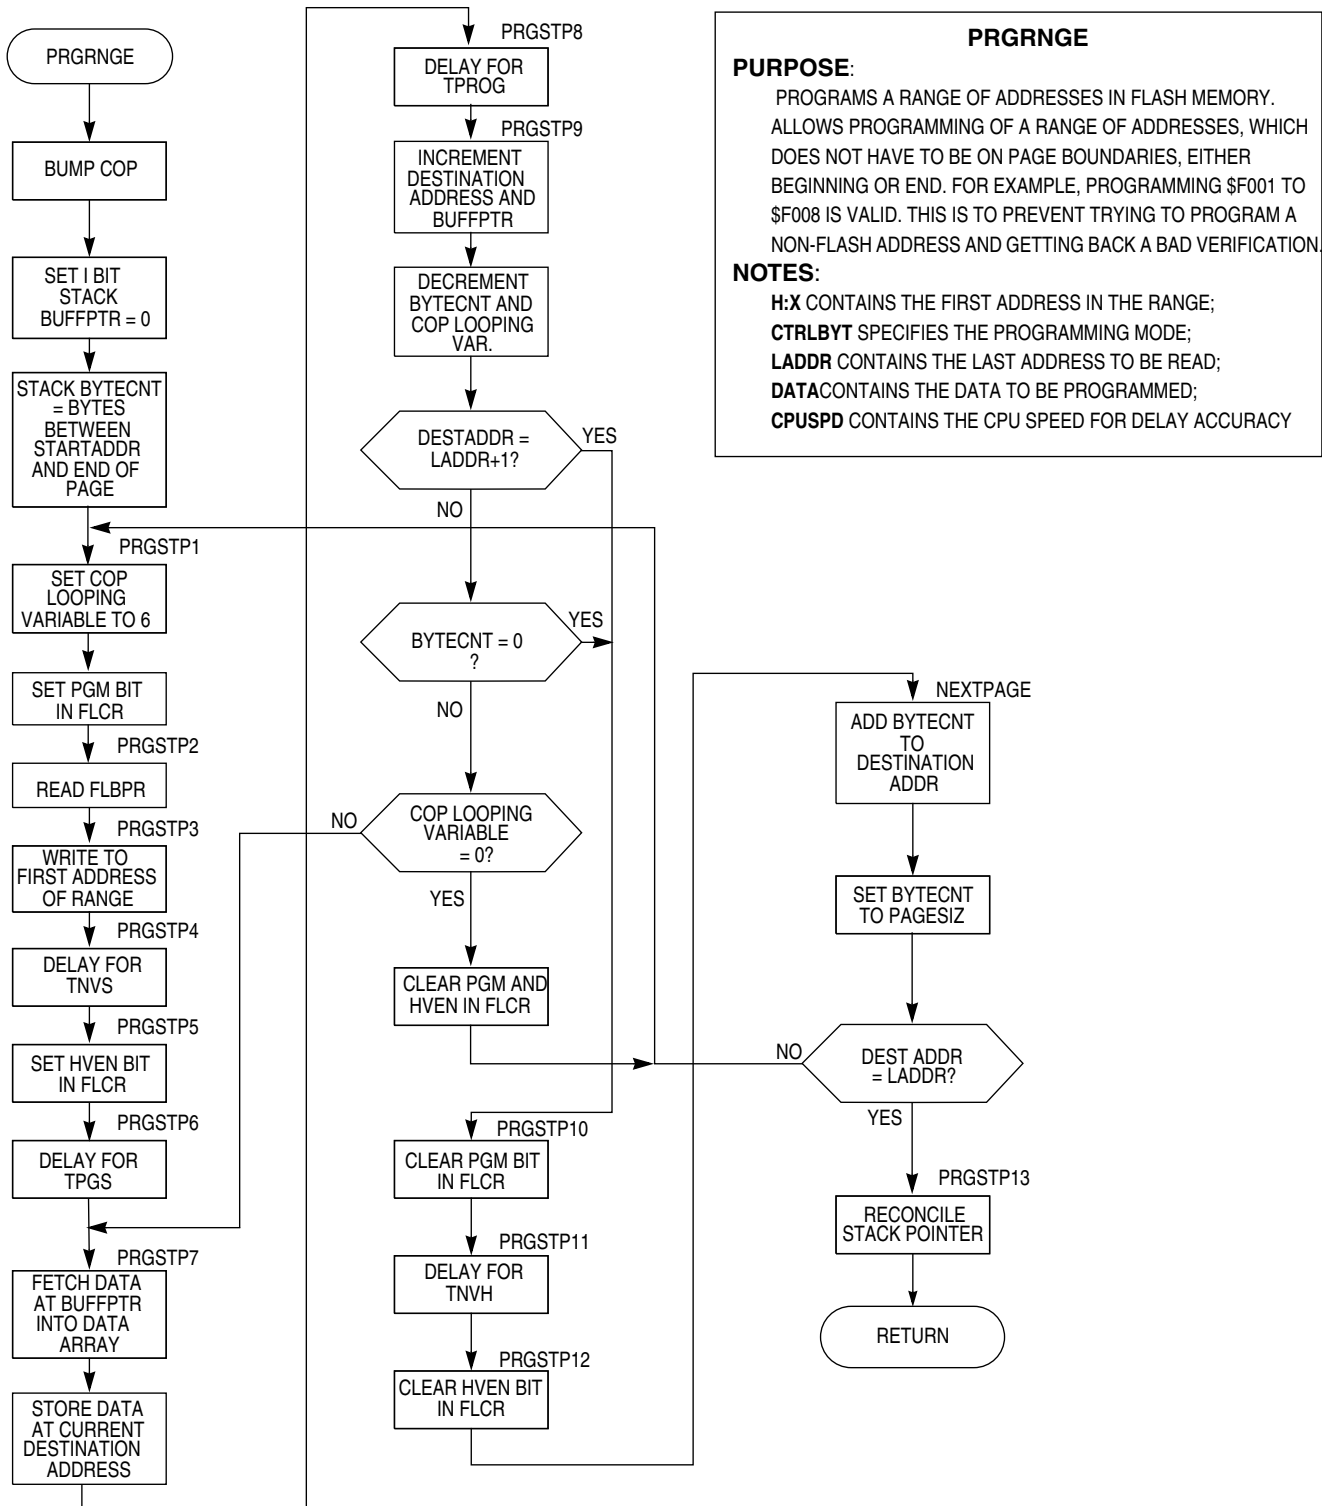 PRGRNGE
BUMP COP
SET I BIT
STACK
BUFFPTR = 0
STACK BYTECNT
= BYTES
BETWEEN
STARTADDR
AND END OF
PAGE
PRGSTP1
SET COP
LOOPING
VARIABLE TO 6
SET PGM BIT
IN FLCR
PRGSTP2
READ FLBPR
PRGSTP3
WRITE TO
FIRST ADDRESS
OF RANGE
PRGSTP4
DELAY FOR
TNVS
PRGSTP5
SET HVEN BIT
IN FLCR
PRGSTP6
DELAY FOR
TPGS
PRGSTP7
FETCH DATA
AT BUFFPTR
INTO DATA
ARRAY
STORE DATA
AT CURRENT
DESTINATION
ADDRESS
PRGSTP8
DELAY FOR
TPROG
PRGSTP9
INCREMENT
DESTINATION
ADDRESS AND
BUFFPTR
DECREMENT
BYTECNT AND
COP LOOPING
VAR.
DESTADDR =
LADDR+1?
YES
NO
BYTECNT = 0
?
YES
NO
COP LOOPING
VARIABLE
= 0?
NO
YES
CLEAR PGM AND
HVEN IN FLCR
PRGSTP10
CLEAR PGM BIT
IN FLCR
PRGSTP11
DELAY FOR
TNVH
PRGSTP12
CLEAR HVEN BIT
IN FLCR
NEXTPAGE
ADD BYTECNT
TO
DESTINATION
ADDR
SET BYTECNT
TO PAGESIZ
DEST ADDR
= LADDR?
NO
YES
PRGSTP13
RECONCILE
STACK POINTER
RETURN
PRGRNGE
PURPOSE:
PROGRAMS A RANGE OF ADDRESSES IN FLASH MEMORY.
ALLOWS PROGRAMMING OF A RANGE OF ADDRESSES, WHICH
DOES NOT HAVE TO BE ON PAGE BOUNDARIES, EITHER
BEGINNING OR END. FOR EXAMPLE, PROGRAMMING $F001 TO
$F008 IS VALID. THIS IS TO PREVENT TRYING TO PROGRAM A
NON-FLASH ADDRESS AND GETTING BACK A BAD VERIFICATION.
NOTES:
H:X CONTAINS THE FIRST ADDRESS IN THE RANGE;
CTRLBYT SPECIFIES THE PROGRAMMING MODE;
LADDR CONTAINS THE LAST ADDRESS TO BE READ;
DATACONTAINS THE DATA TO BE PROGRAMMED;
CPUSPD CONTAINS THE CPU SPEED FOR DELAY ACCURACY